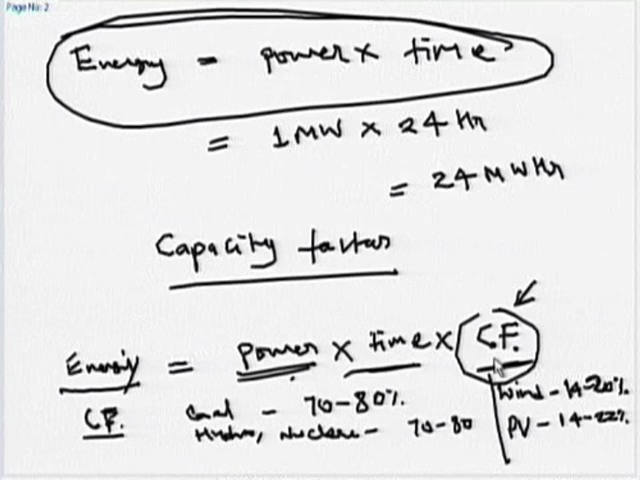 Page No: 2
Energy = power x time
= 1MW x 24 Hr
= 24 MWHr
Capacity factor
Energy = power x time x C.F.
C.F. Coal - 70-80%.
Hydro, Nuclear - 70-80
Wind - 14-20%.
PV - 14-22%.